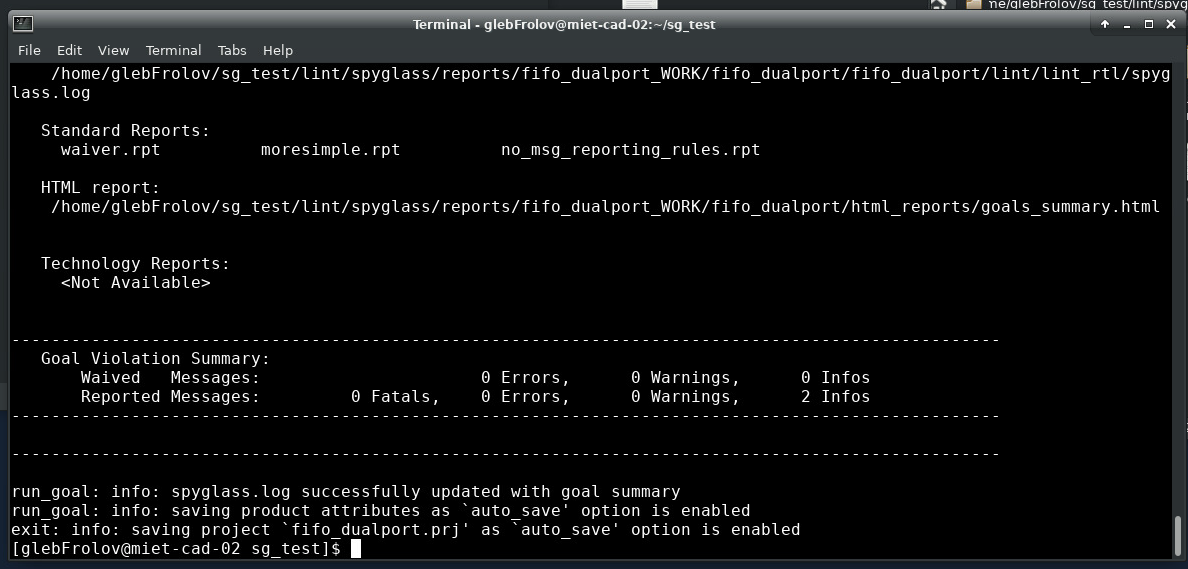 me/glebFrolov/sg_test/lint/spyg
Terminal - glebFrolov@miet-cad-02:~/sg_test
File Edit View Terminal Tabs Help
/home/glebFrolov/sg_test/lint/spyglass/reports/fifo_dualport_WORK/fifo_dualport/fifo_dualport/lint/lint_rtl/spyg
lass.log
Standard Reports:
waiver.rpt moresimple.rpt no_msg_reporting_rules.rpt
HTML report:
/home/glebFrolov/sg_test/lint/spyglass/reports/fifo_dualport_WORK/fifo_dualport/html_reports/goals_summary.html
Technology Reports:
<Not Available>
---------------------------------------------------------------------------------------------------
Goal Violation Summary:
Waived Messages: 0 Errors, 0 Warnings, 0 Infos
Reported Messages: 0 Fatals, 0 Errors, 0 Warnings, 2 Infos
---------------------------------------------------------------------------------------------------
---------------------------------------------------------------------------------------------------
run_goal: info: spyglass.log successfully updated with goal summary
run_goal: info: saving product attributes as `auto_save' option is enabled
exit: info: saving project `fifo_dualport.prj' as `auto_save' option is enabled
[glebFrolov@miet-cad-02 sg_test]$